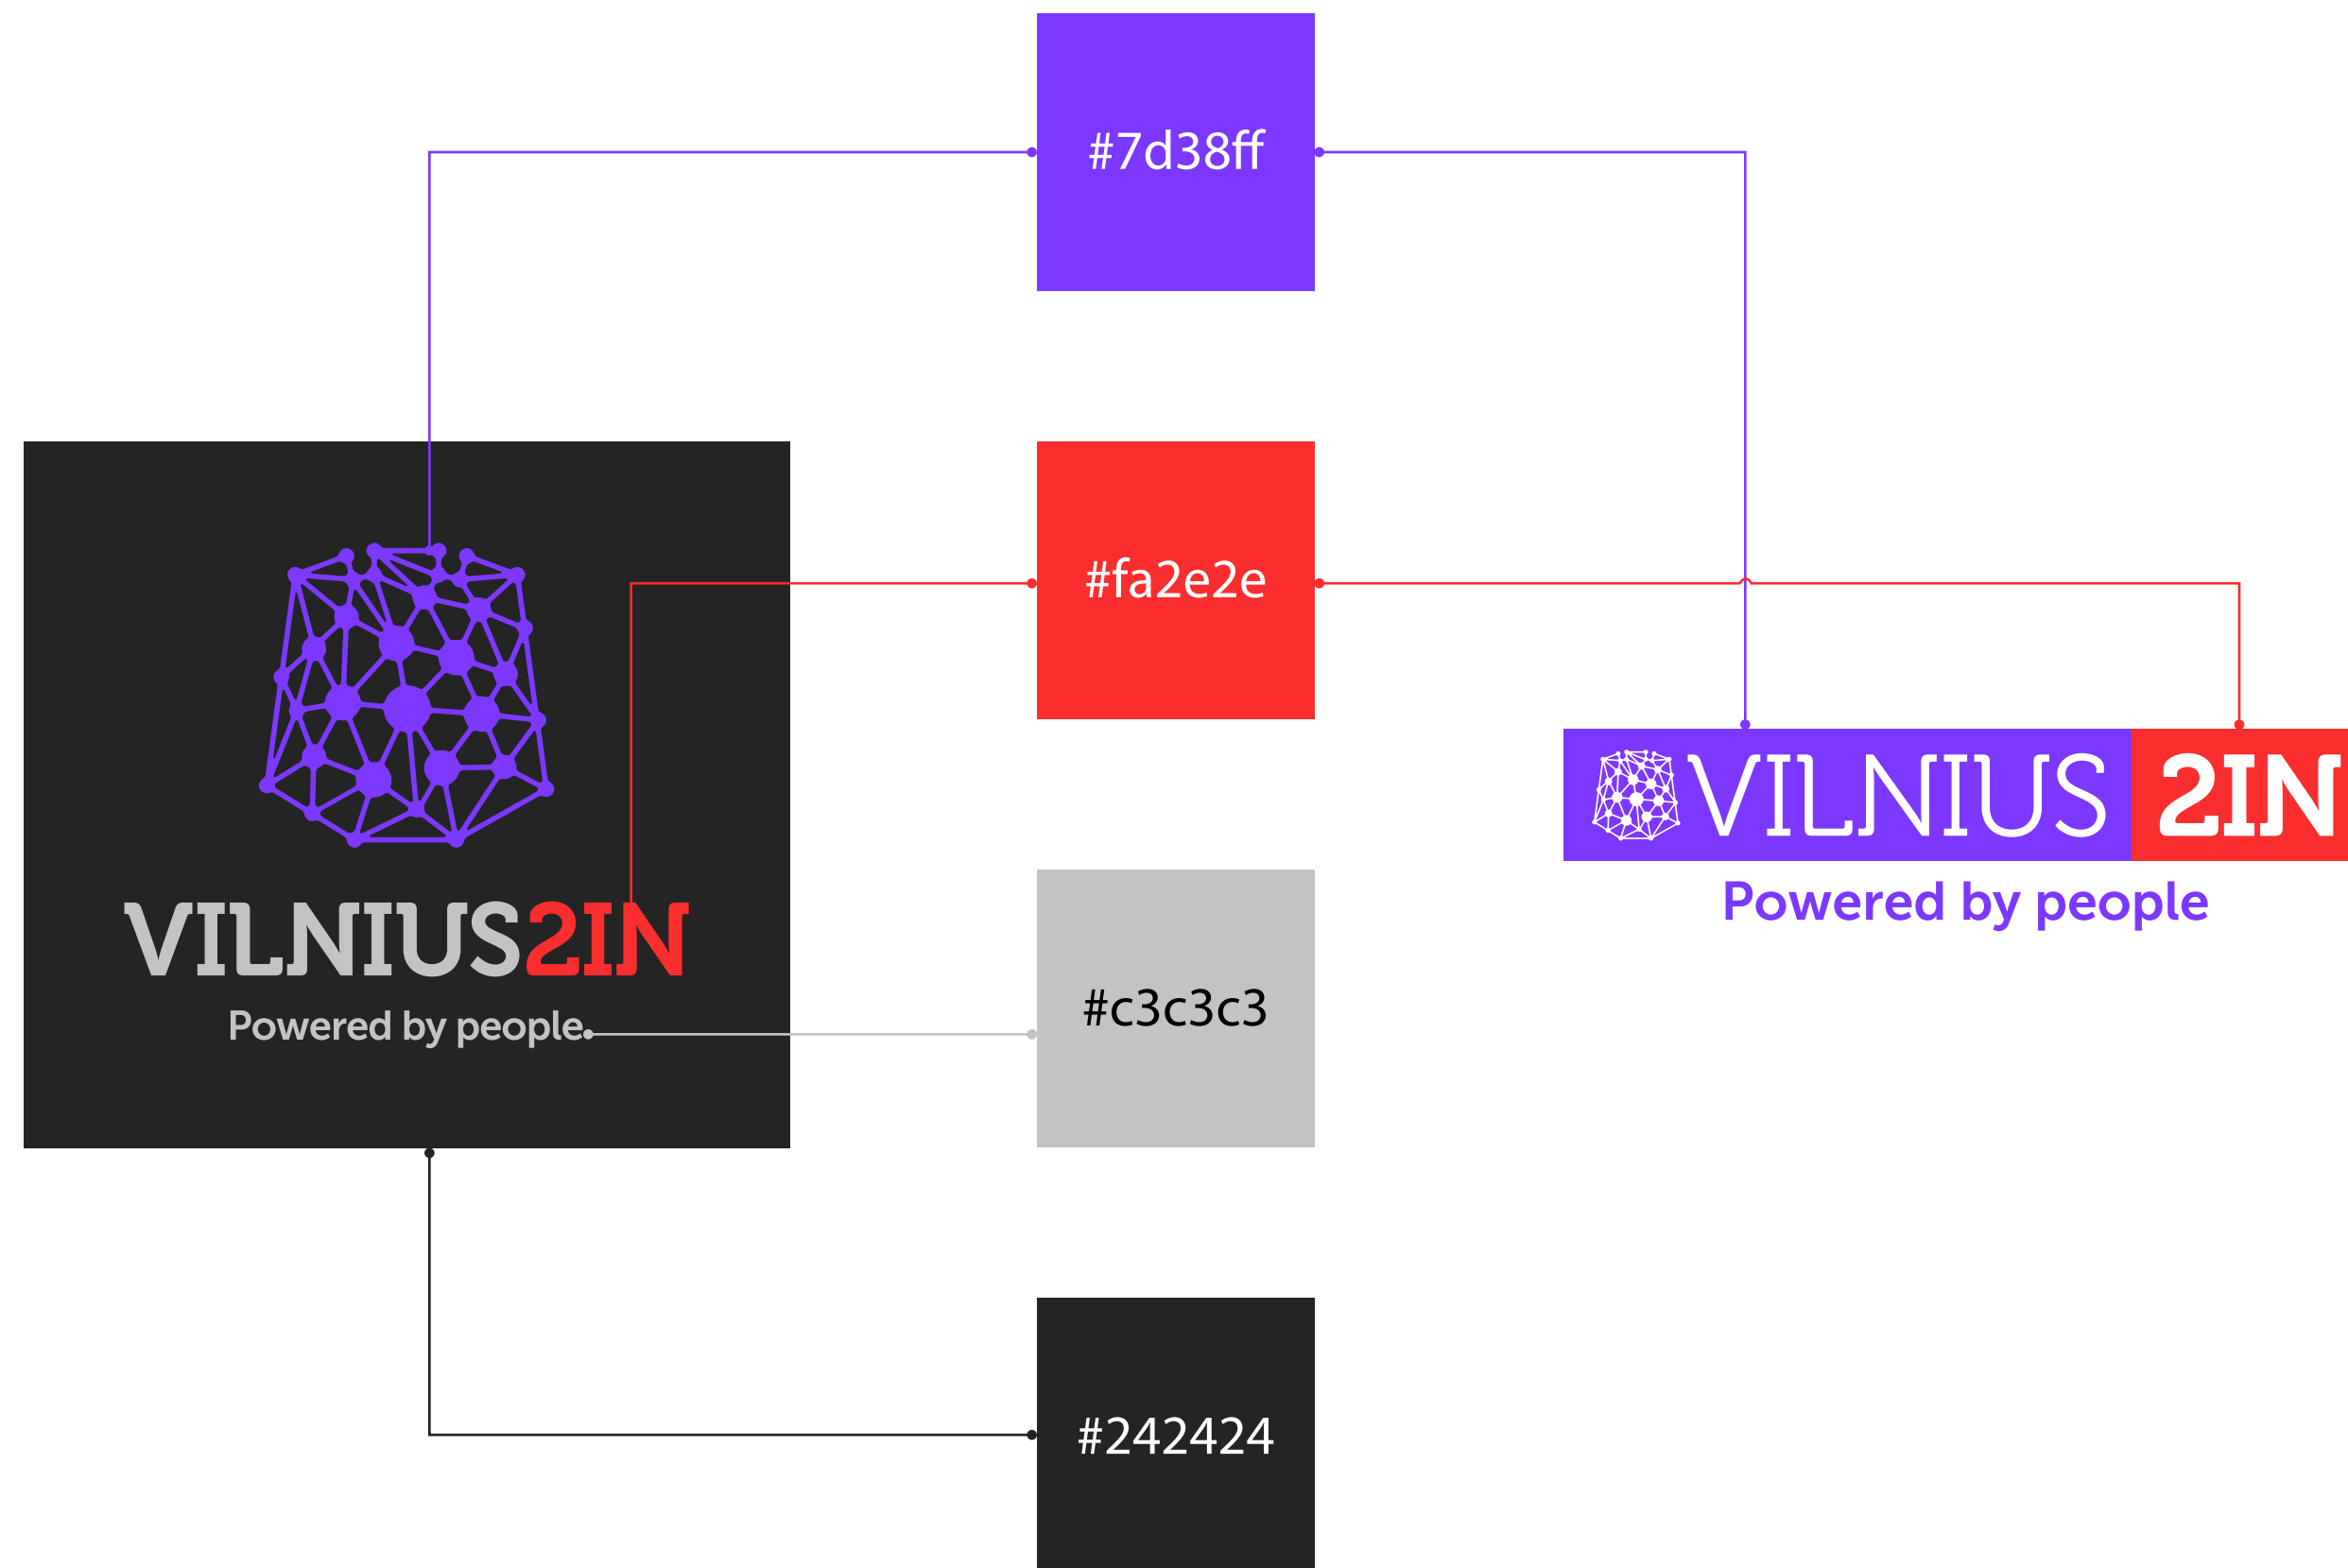 #7d38ff
#fa2e2e
VILNIUS2IN
Powered by people
VILNIUS 2IN
Powered by people
#c3c3c3
#242424